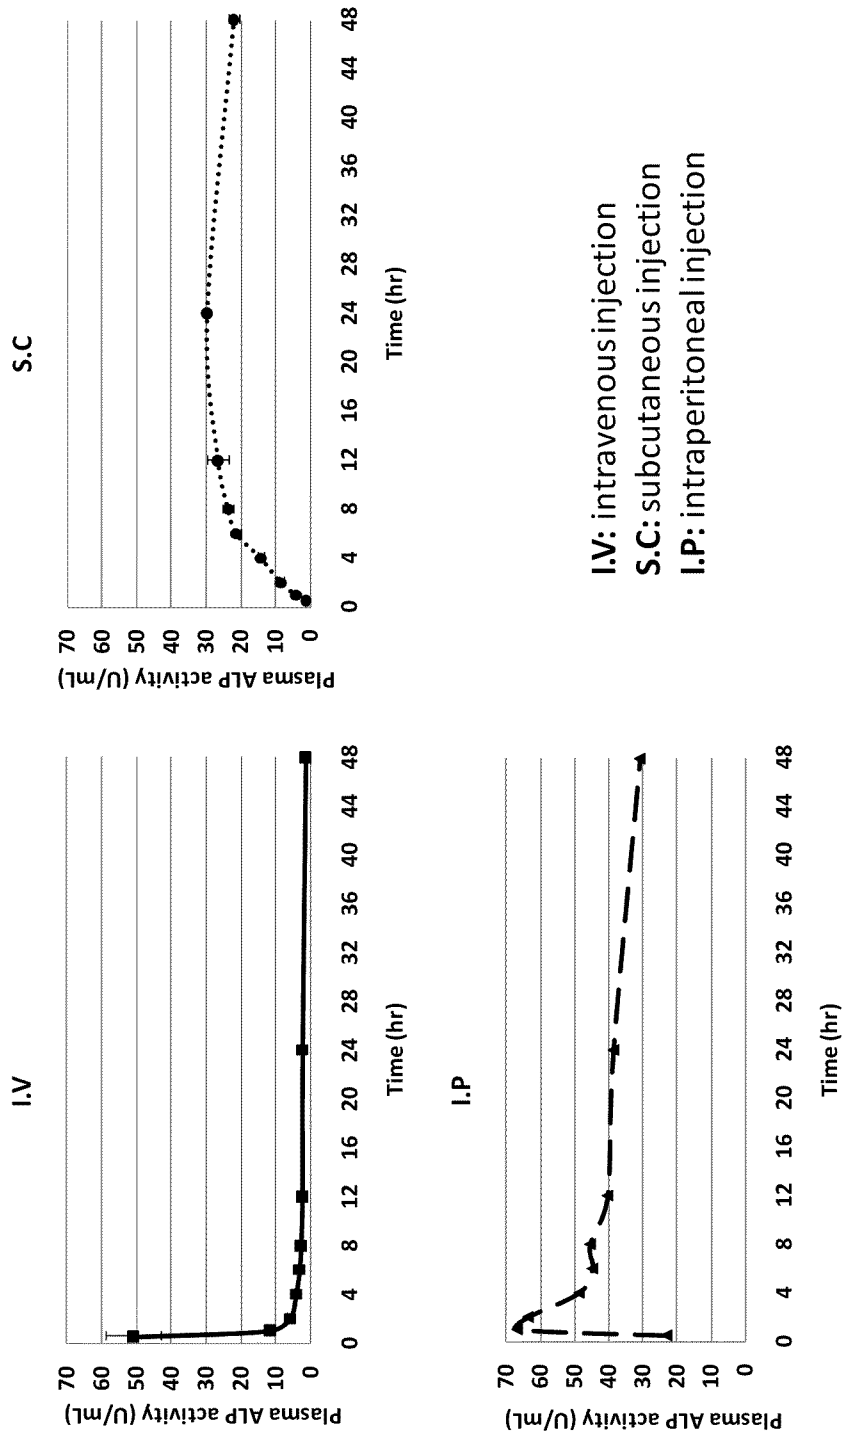 I.V
Plasma ALP activity (U/mL)
70
60
50
40
30
20
10
0
0 4 8 12 16 20 24 28 32 36 40 44 48
Time (hr)
S.C
Plasma ALP activity (U/mL)
70
60
50
40
30
20
10
0
0 4 8 12 16 20 24 28 32 36 40 44 48
Time (hr)
I.P
Plasma ALP activity (U/mL)
70
60
50
40
30
20
10
0
0 4 8 12 16 20 24 28 32 36 40 44 48
Time (hr)
I.V: intravenous injection
S.C: subcutaneous injection
I.P: intraperitoneal injection